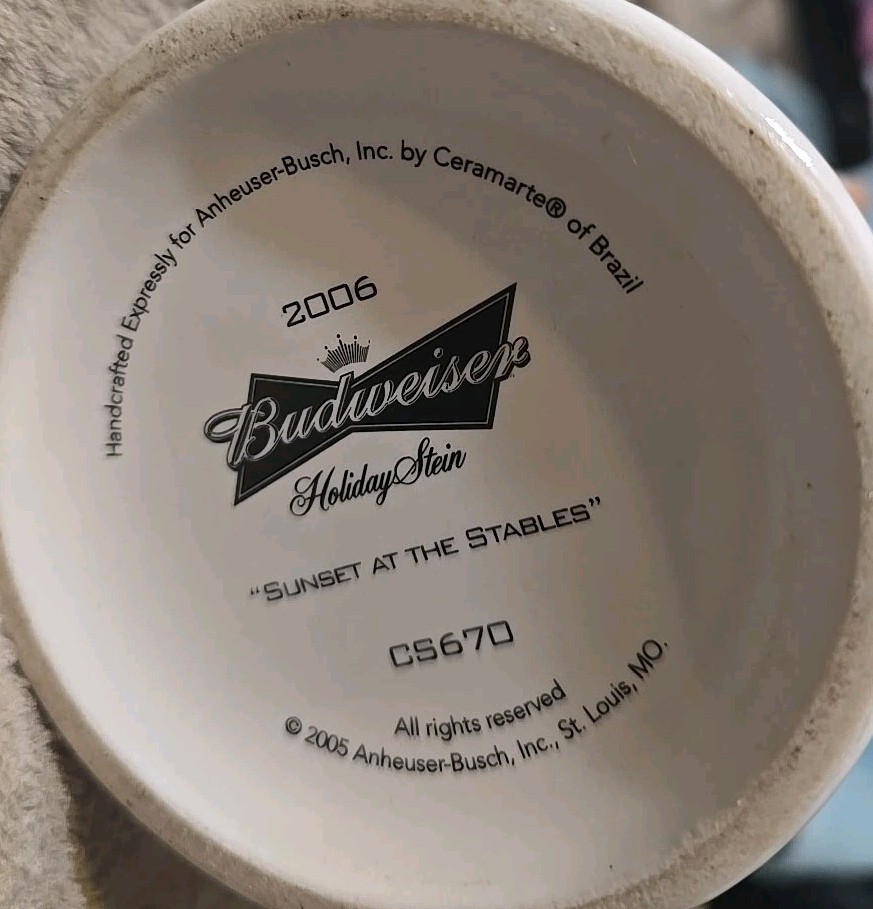 Handcrafted Expressly for Anheuser-Busch, Inc. by Ceramarte® of Brazil
2006
Budweiser
Holiday Stein
“SUNSET AT THE STABLES”
CS670
All rights reserved
© 2005 Anheuser-Busch, Inc., St. Louis, MO.